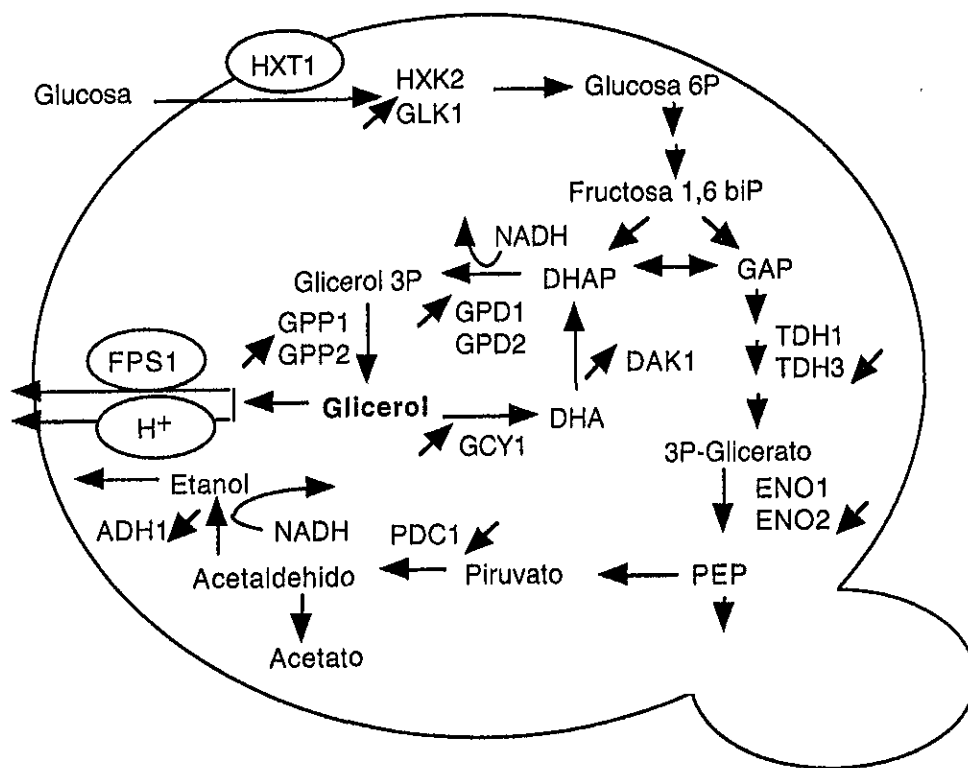 HXT1
Glucosa
HXK2
GLK1
Glucosa 6P
Fructosa 1,6 biP
NADH
Glicerol 3P
DHAP
GAP
GPP1
GPP2
GPD1
GPD2
TDH1
TDH3
FPS1
DAK1
H+
Glicerol
DHA
GCY1
3P-Glicerato
Etanol
ENO1
ENO2
ADH1
NADH
PDC1
Acetaldehido
Piruvato
PEP
Acetato